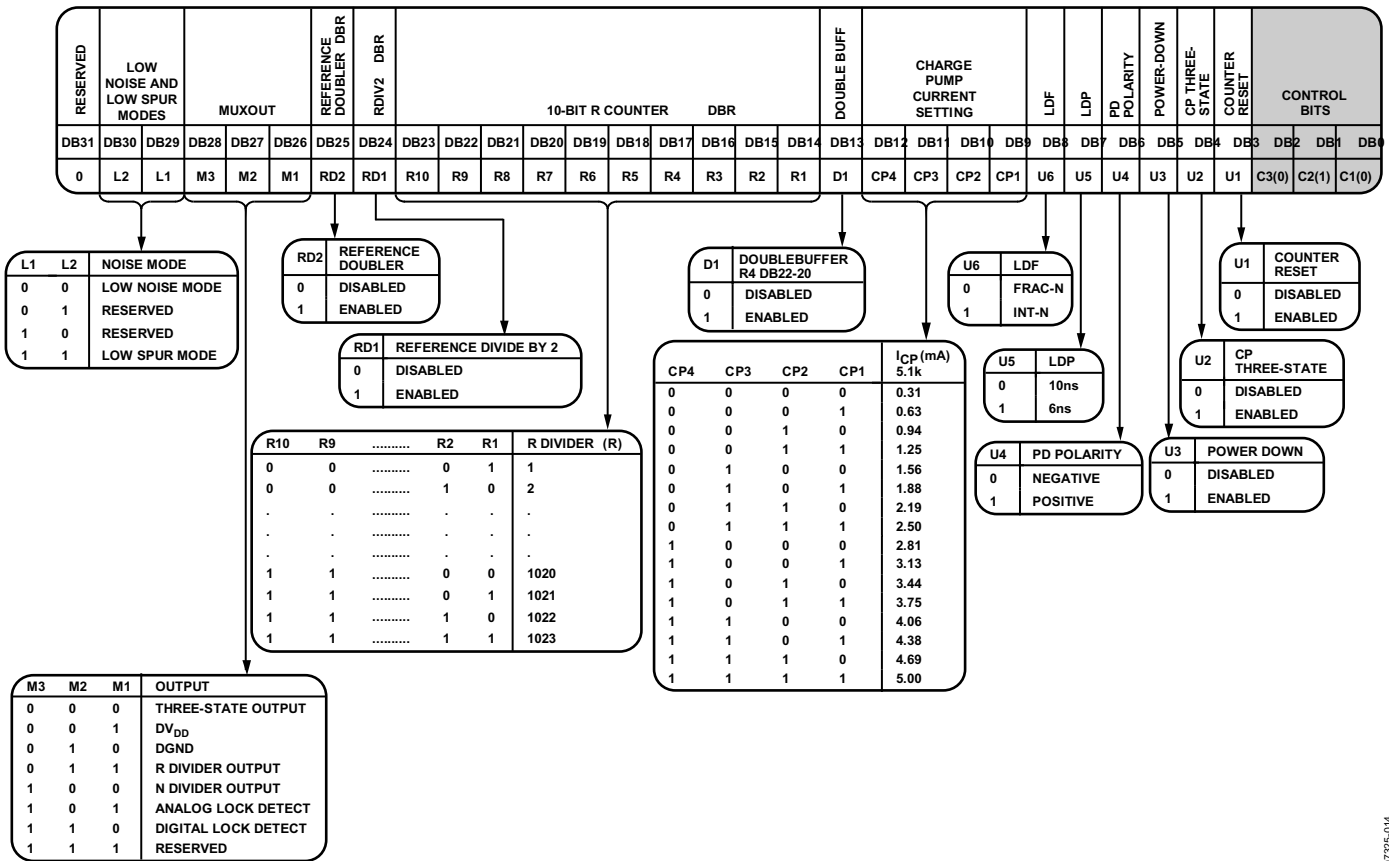 RESERVED
LOW NOISE AND LOW SPUR MODES
MUXOUT
REFERENCE DOUBLER DBR
RDIV2 DBR
10-BIT R COUNTER DBR
DOUBLE BUFF
CHARGE PUMP CURRENT SETTING
LDF
LDP
PD POLARITY
POWER-DOWN
CP THREE-STATE
COUNTER RESET
CONTROL BITS
DB31 DB30 DB29 DB28 DB27 DB26 DB25 DB24 DB23 DB22 DB21 DB20 DB19 DB18 DB17 DB16 DB15 DB14 DB13 DB12 DB11 DB10 DB9 DB8 DB7 DB6 DB5 DB4 DB3 DB2 DB1 DB0
0 L2 L1 M3 M2 M1 RD2 RD1 R10 R9 R8 R7 R6 R5 R4 R3 R2 R1 D1 CP4 CP3 CP2 CP1 U6 U5 U4 U3 U2 U1 C3(0) C2(1) C1(0)
L1 L2 NOISE MODE
0 0 LOW NOISE MODE
0 1 RESERVED
1 0 RESERVED
1 1 LOW SPUR MODE
RD2 REFERENCE DOUBLER
0 DISABLED
1 ENABLED
RD1 REFERENCE DIVIDE BY 2
0 DISABLED
1 ENABLED
R10 R9 .......... R2 R1 R DIVIDER (R)
0 0 .......... 0 1 1
0 0 .......... 1 0 2
. . .......... . . .
. . .......... . . .
. . .......... . . .
1 1 .......... 0 0 1020
1 1 .......... 0 1 1021
1 1 .......... 1 0 1022
1 1 .......... 1 1 1023
D1 DOUBLEBUFFER R4 DB22-20
0 DISABLED
1 ENABLED
CP4 CP3 CP2 CP1 ICP (mA) 5.1k
0 0 0 0 0.31
0 0 0 1 0.63
0 0 1 0 0.94
0 0 1 1 1.25
0 1 0 0 1.56
0 1 0 1 1.88
0 1 1 0 2.19
0 1 1 1 2.50
1 0 0 0 2.81
1 0 0 1 3.13
1 0 1 0 3.44
1 0 1 1 3.75
1 1 0 0 4.06
1 1 0 1 4.38
1 1 1 0 4.69
1 1 1 1 5.00
U6 LDF
0 FRAC-N
1 INT-N
U5 LDP
0 10ns
1 6ns
U4 PD POLARITY
0 NEGATIVE
1 POSITIVE
U3 POWER DOWN
0 DISABLED
1 ENABLED
U2 CP THREE-STATE
0 DISABLED
1 ENABLED
U1 COUNTER RESET
0 DISABLED
1 ENABLED
M3 M2 M1 OUTPUT
0 0 0 THREE-STATE OUTPUT
0 0 1 DVDD
0 1 0 DGND
0 1 1 R DIVIDER OUTPUT
1 0 0 N DIVIDER OUTPUT
1 0 1 ANALOG LOCK DETECT
1 1 0 DIGITAL LOCK DETECT
1 1 1 RESERVED